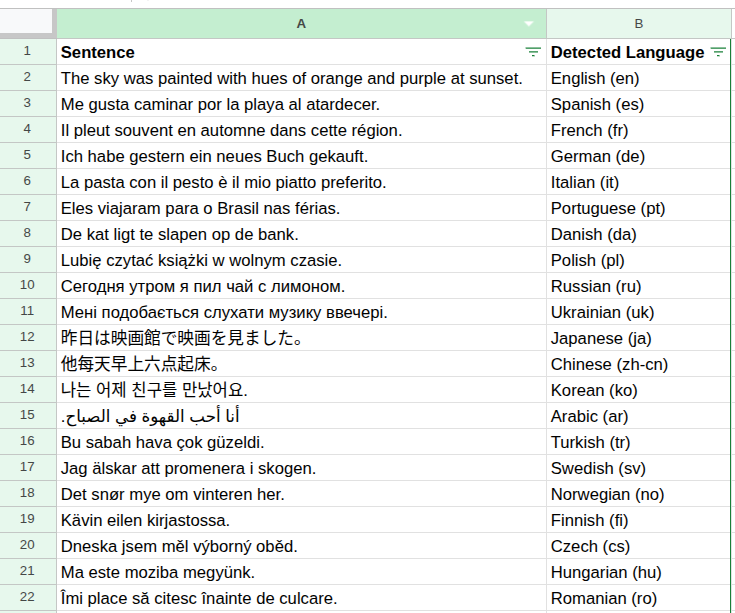 A B
1 Sentence Detected Language
2 The sky was painted with hues of orange and purple at sunset. English (en)
3 Me gusta caminar por la playa al atardecer. Spanish (es)
4 Il pleut souvent en automne dans cette région. French (fr)
5 Ich habe gestern ein neues Buch gekauft. German (de)
6 La pasta con il pesto è il mio piatto preferito. Italian (it)
7 Eles viajaram para o Brasil nas férias. Portuguese (pt)
8 De kat ligt te slapen op de bank. Danish (da)
9 Lubię czytać książki w wolnym czasie. Polish (pl)
10 Сегодня утром я пил чай с лимоном. Russian (ru)
11 Мені подобається слухати музику ввечері. Ukrainian (uk)
12 昨日は映画館で映画を見ました。 Japanese (ja)
13 他每天早上六点起床。 Chinese (zh-cn)
14 나는 어제 친구를 만났어요. Korean (ko)
15 أنا أحب القهوة في الصباح. Arabic (ar)
16 Bu sabah hava çok güzeldi. Turkish (tr)
17 Jag älskar att promenera i skogen. Swedish (sv)
18 Det snør mye om vinteren her. Norwegian (no)
19 Kävin eilen kirjastossa. Finnish (fi)
20 Dneska jsem měl výborný oběd. Czech (cs)
21 Ma este moziba megyünk. Hungarian (hu)
22 Îmi place să citesc înainte de culcare. Romanian (ro)